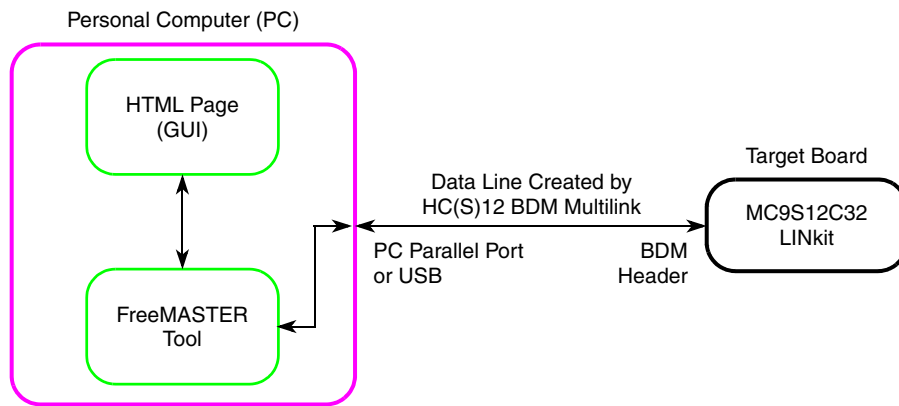 Personal Computer (PC)
HTML Page
(GUI)
FreeMASTER
Tool
Data Line Created by
HC(S)12 BDM Multilink
PC Parallel Port
or USB
BDM
Header
Target Board
MC9S12C32
LINkit